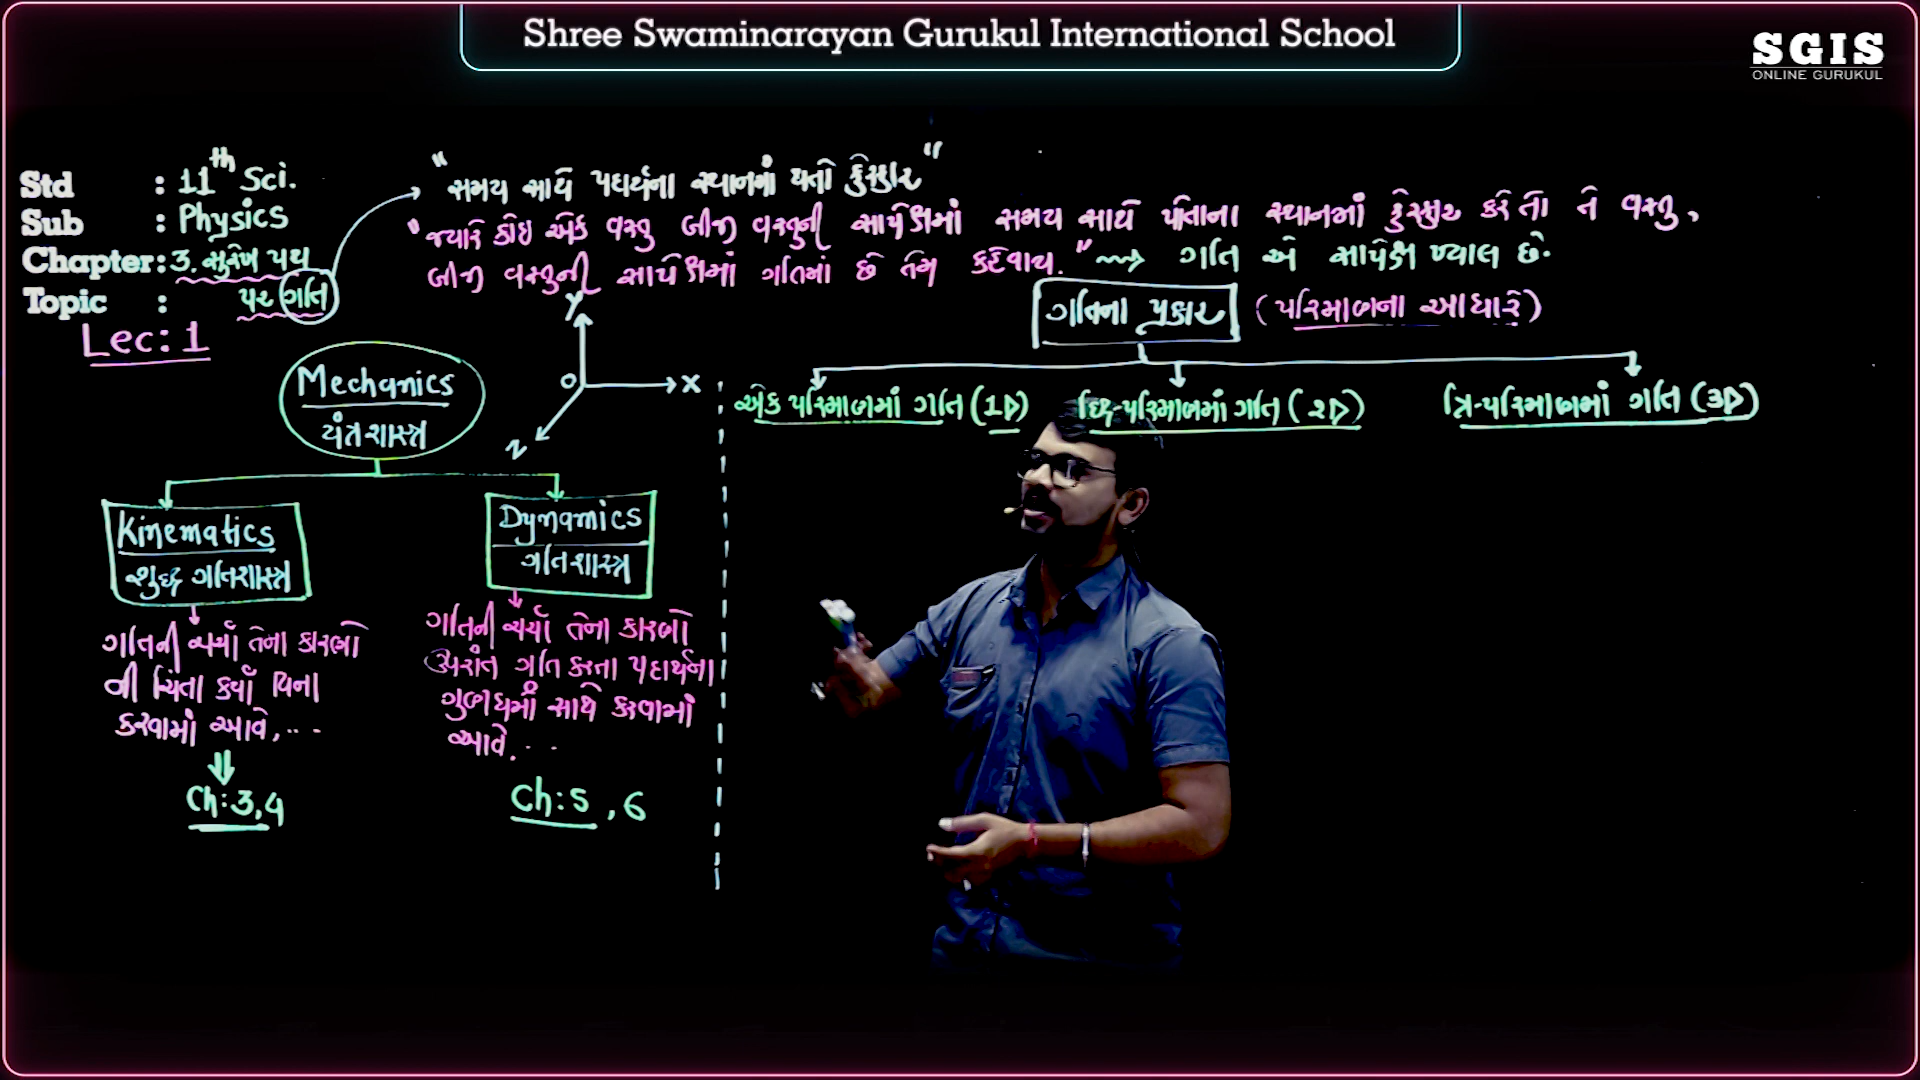 Shree Swaminarayan Gurukul International School
SGIS
ONLINE GURUKUL
Std : 11th Sci.
Sub : Physics
Chapter: 3. સુરેખ પથ
Topic : પર ગતિ
Lec: 1
"સમય સાથે પદાર્થના સ્થાનમાં થતો ફેરફાર"
"જ્યારે કોઇ એક વસ્તુ બીજી વસ્તુની સાપેક્ષમાં સમય સાથે પોતાના સ્થાનમાં ફેરફાર કરે તો તે વસ્તુ,
બીજી વસ્તુની સાપેક્ષમાં ગતિમાં છે તેમ કહેવાય." ગતિ એ સાપેક્ષ ખ્યાલ છે.
ગતિના પ્રકાર (પરિમાણના આધારે)
Y
O X
Z
એક પરિમાણમાં ગતિ (1D) દ્વિ-પરિમાણમાં ગતિ (2D) ત્રિ-પરિમાણમાં ગતિ (3D)
Mechanics
યંત્રશાસ્ત્ર
Kinematics
શુદ્ધ ગતિશાસ્ત્ર
ગતિની ચર્ચા તેના કારણો
ની ચિંતા કર્યા વિના
કરવામાં આવે,...
Ch:3,4
Dynamics
ગતિશાસ્ત્ર
ગતિની ચર્ચા તેના કારણો
ઉપરાંત ગતિ કરતા પદાર્થના
ગુણધર્મો સાથે કરવામાં
આવે...
Ch:5, 6